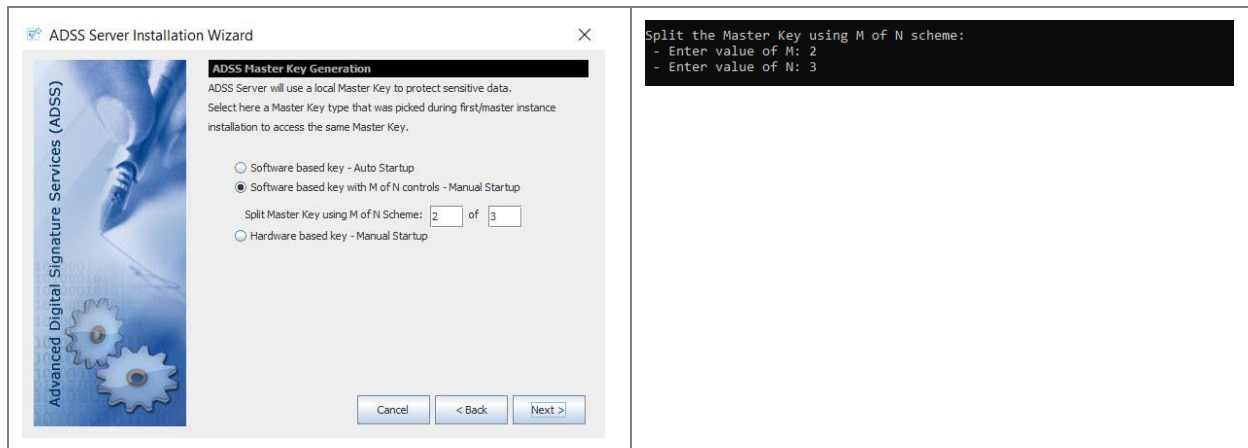 ADSS Server Installation Wizard
Advanced Digital Signature Services (ADSS)
ADSS Master Key Generation
ADSS Server will use a local Master Key to protect sensitive data.
Select here a Master Key type that was picked during first/master instance
installation to access the same Master Key.
Software based key - Auto Startup
Software based key with M of N controls - Manual Startup
Split Master Key using M of N Scheme: 2 of 3
Hardware based key - Manual Startup
Cancel < Back Next >
Split the Master Key using M of N scheme:
- Enter value of M: 2
- Enter value of N: 3